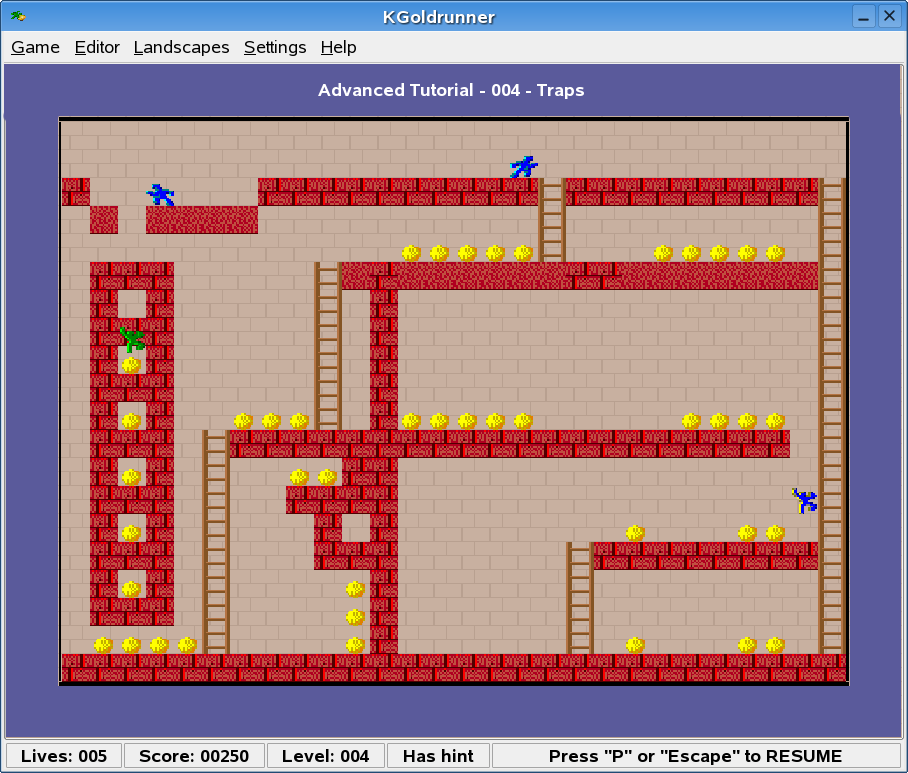 KGoldrunner
Game Editor Landscapes Settings Help
Advanced Tutorial - 004 - Traps
Lives: 005 Score: 00250 Level: 004 Has hint Press "P" or "Escape" to RESUME